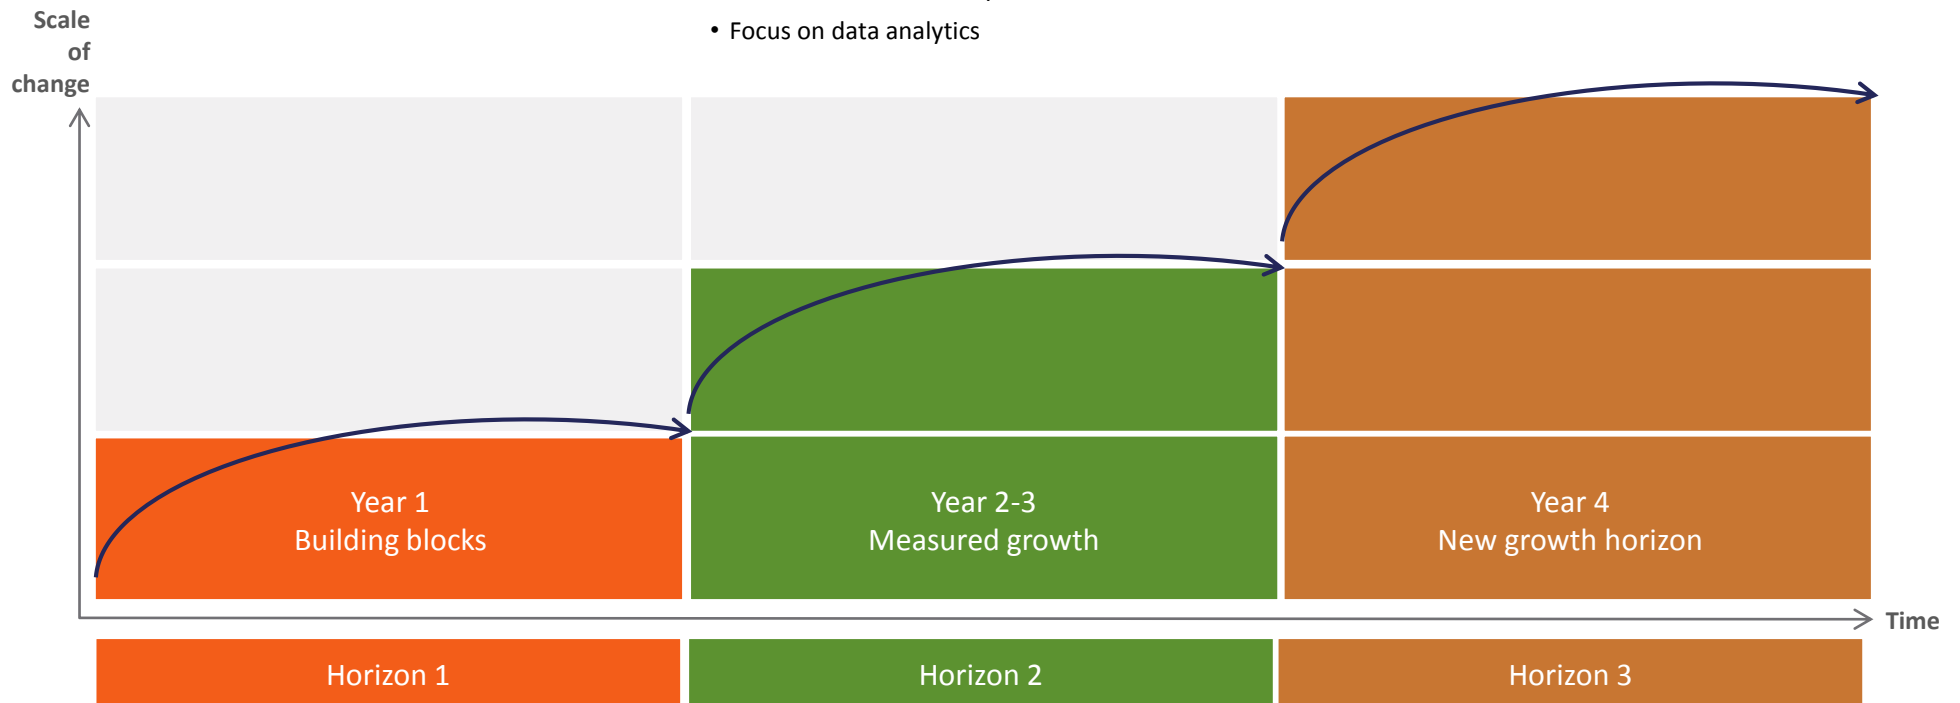 Scale
of
change
• Focus on data analytics
Year 1
Building blocks
Year 2-3
Measured growth
Year 4
New growth horizon
Time
Horizon 1
Horizon 2
Horizon 3